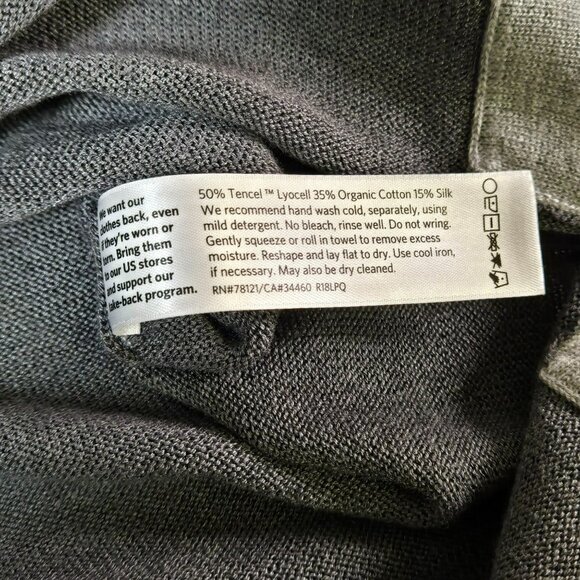 We want our
clothes back, even
if they're worn or
torn. Bring them
to our US stores
and support our
take-back program.
50% Tencel™ Lyocell 35% Organic Cotton 15% Silk
We recommend hand wash cold, separately, using
mild detergent. No bleach, rinse well. Do not wring.
Gently squeeze or roll in towel to remove excess
moisture. Reshape and lay flat to dry. Use cool iron,
if necessary. May also be dry cleaned.
RN#78121/CA#34460 R18LPQ